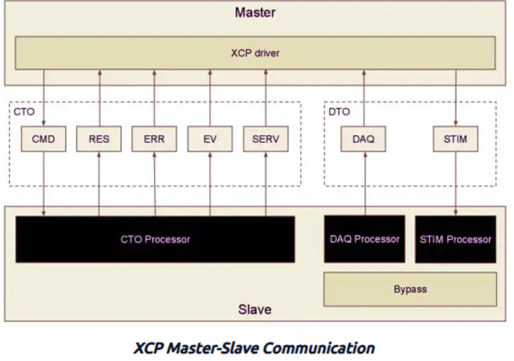 Master
XCP driver
CTO
DTO
CMD
RES
ERR
EV
SERV
DAQ
STIM
CTO Processor
DAQ Processor
STIM Processor
Bypass
Slave
XCP Master-Slave Communication